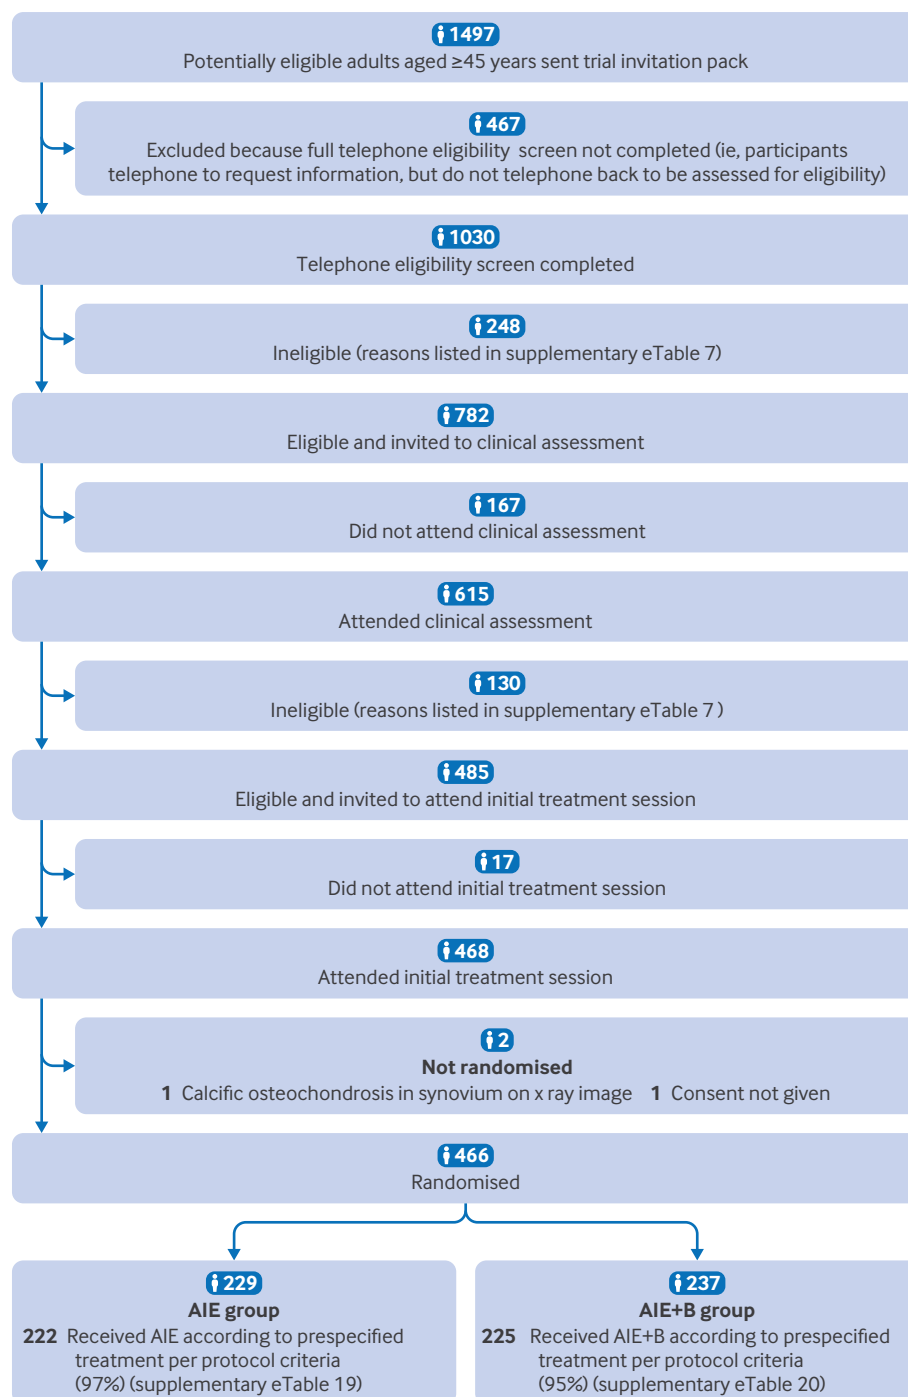 1497
Potentially eligible adults aged ≥45 years sent trial invitation pack
467
Excluded because full telephone eligibility screen not completed (ie, participants
telephone to request information, but do not telephone back to be assessed for eligibility)
1030
Telephone eligibility screen completed
248
Ineligible (reasons listed in supplementary eTable 7)
782
Eligible and invited to clinical assessment
167
Did not attend clinical assessment
615
Attended clinical assessment
130
Ineligible (reasons listed in supplementary eTable 7 )
485
Eligible and invited to attend initial treatment session
17
Did not attend initial treatment session
468
Attended initial treatment session
2
Not randomised
1 Calcific osteochondrosis in synovium on x ray image 1 Consent not given
466
Randomised
229
AIE group
222 Received AIE according to prespecified
treatment per protocol criteria
(97%) (supplementary eTable 19)
237
AIE+B group
225 Received AIE+B according to prespecified
treatment per protocol criteria
(95%) (supplementary eTable 20)